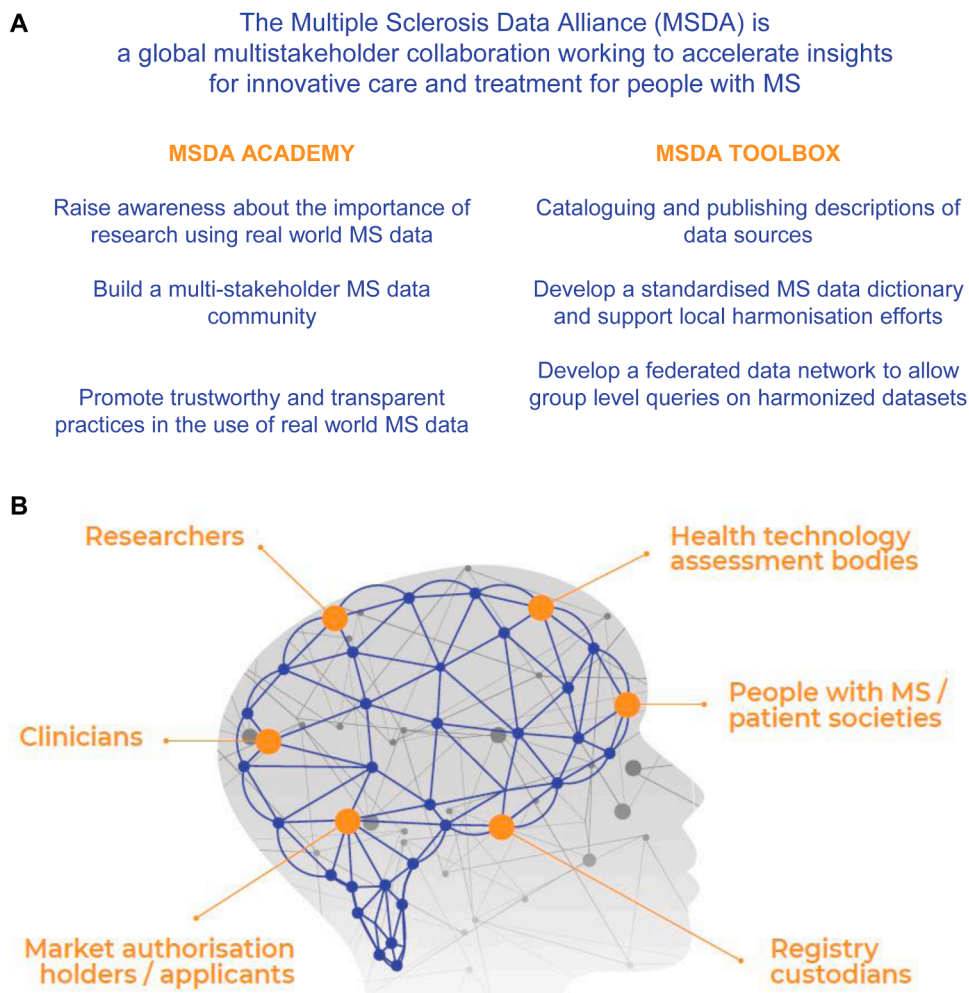 A
The Multiple Sclerosis Data Alliance (MSDA) is
a global multistakeholder collaboration working to accelerate insights
for innovative care and treatment for people with MS
MSDA ACADEMY
Raise awareness about the importance of
research using real world MS data
Build a multi-stakeholder MS data
community
Promote trustworthy and transparent
practices in the use of real world MS data
MSDA TOOLBOX
Cataloguing and publishing descriptions of
data sources
Develop a standardised MS data dictionary
and support local harmonisation efforts
Develop a federated data network to allow
group level queries on harmonized datasets
B
Researchers
Health technology
assessment bodies
People with MS /
patient societies
Clinicians
Market authorisation
holders / applicants
Registry
custodians